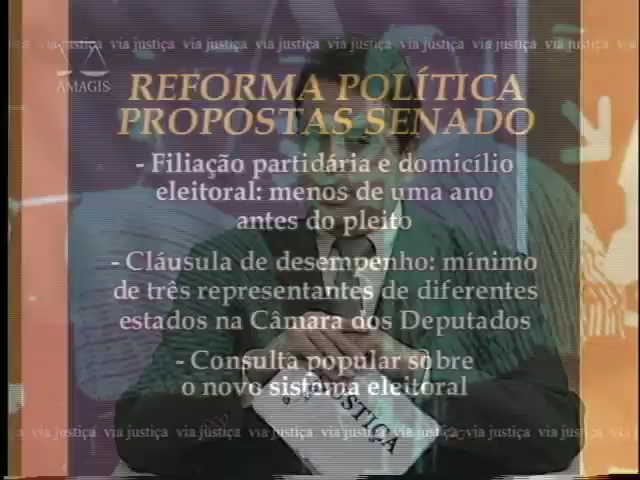 via justiça via justiça via justiça via justiça via justiça via justiça via justiça via justiça
AMAGIS
REFORMA POLÍTICA
PROPOSTAS SENADO
- Filiação partidária e domicílio
eleitoral: menos de uma ano
antes do pleito
- Cláusula de desempenho: mínimo
de três representantes de diferentes
estados na Câmara dos Deputados
- Consulta popular sobre
o novo sistema eleitoral
JUSTIÇA
via justiça via justiça via justiça via justiça via justiça via justiça via justiça via justiça